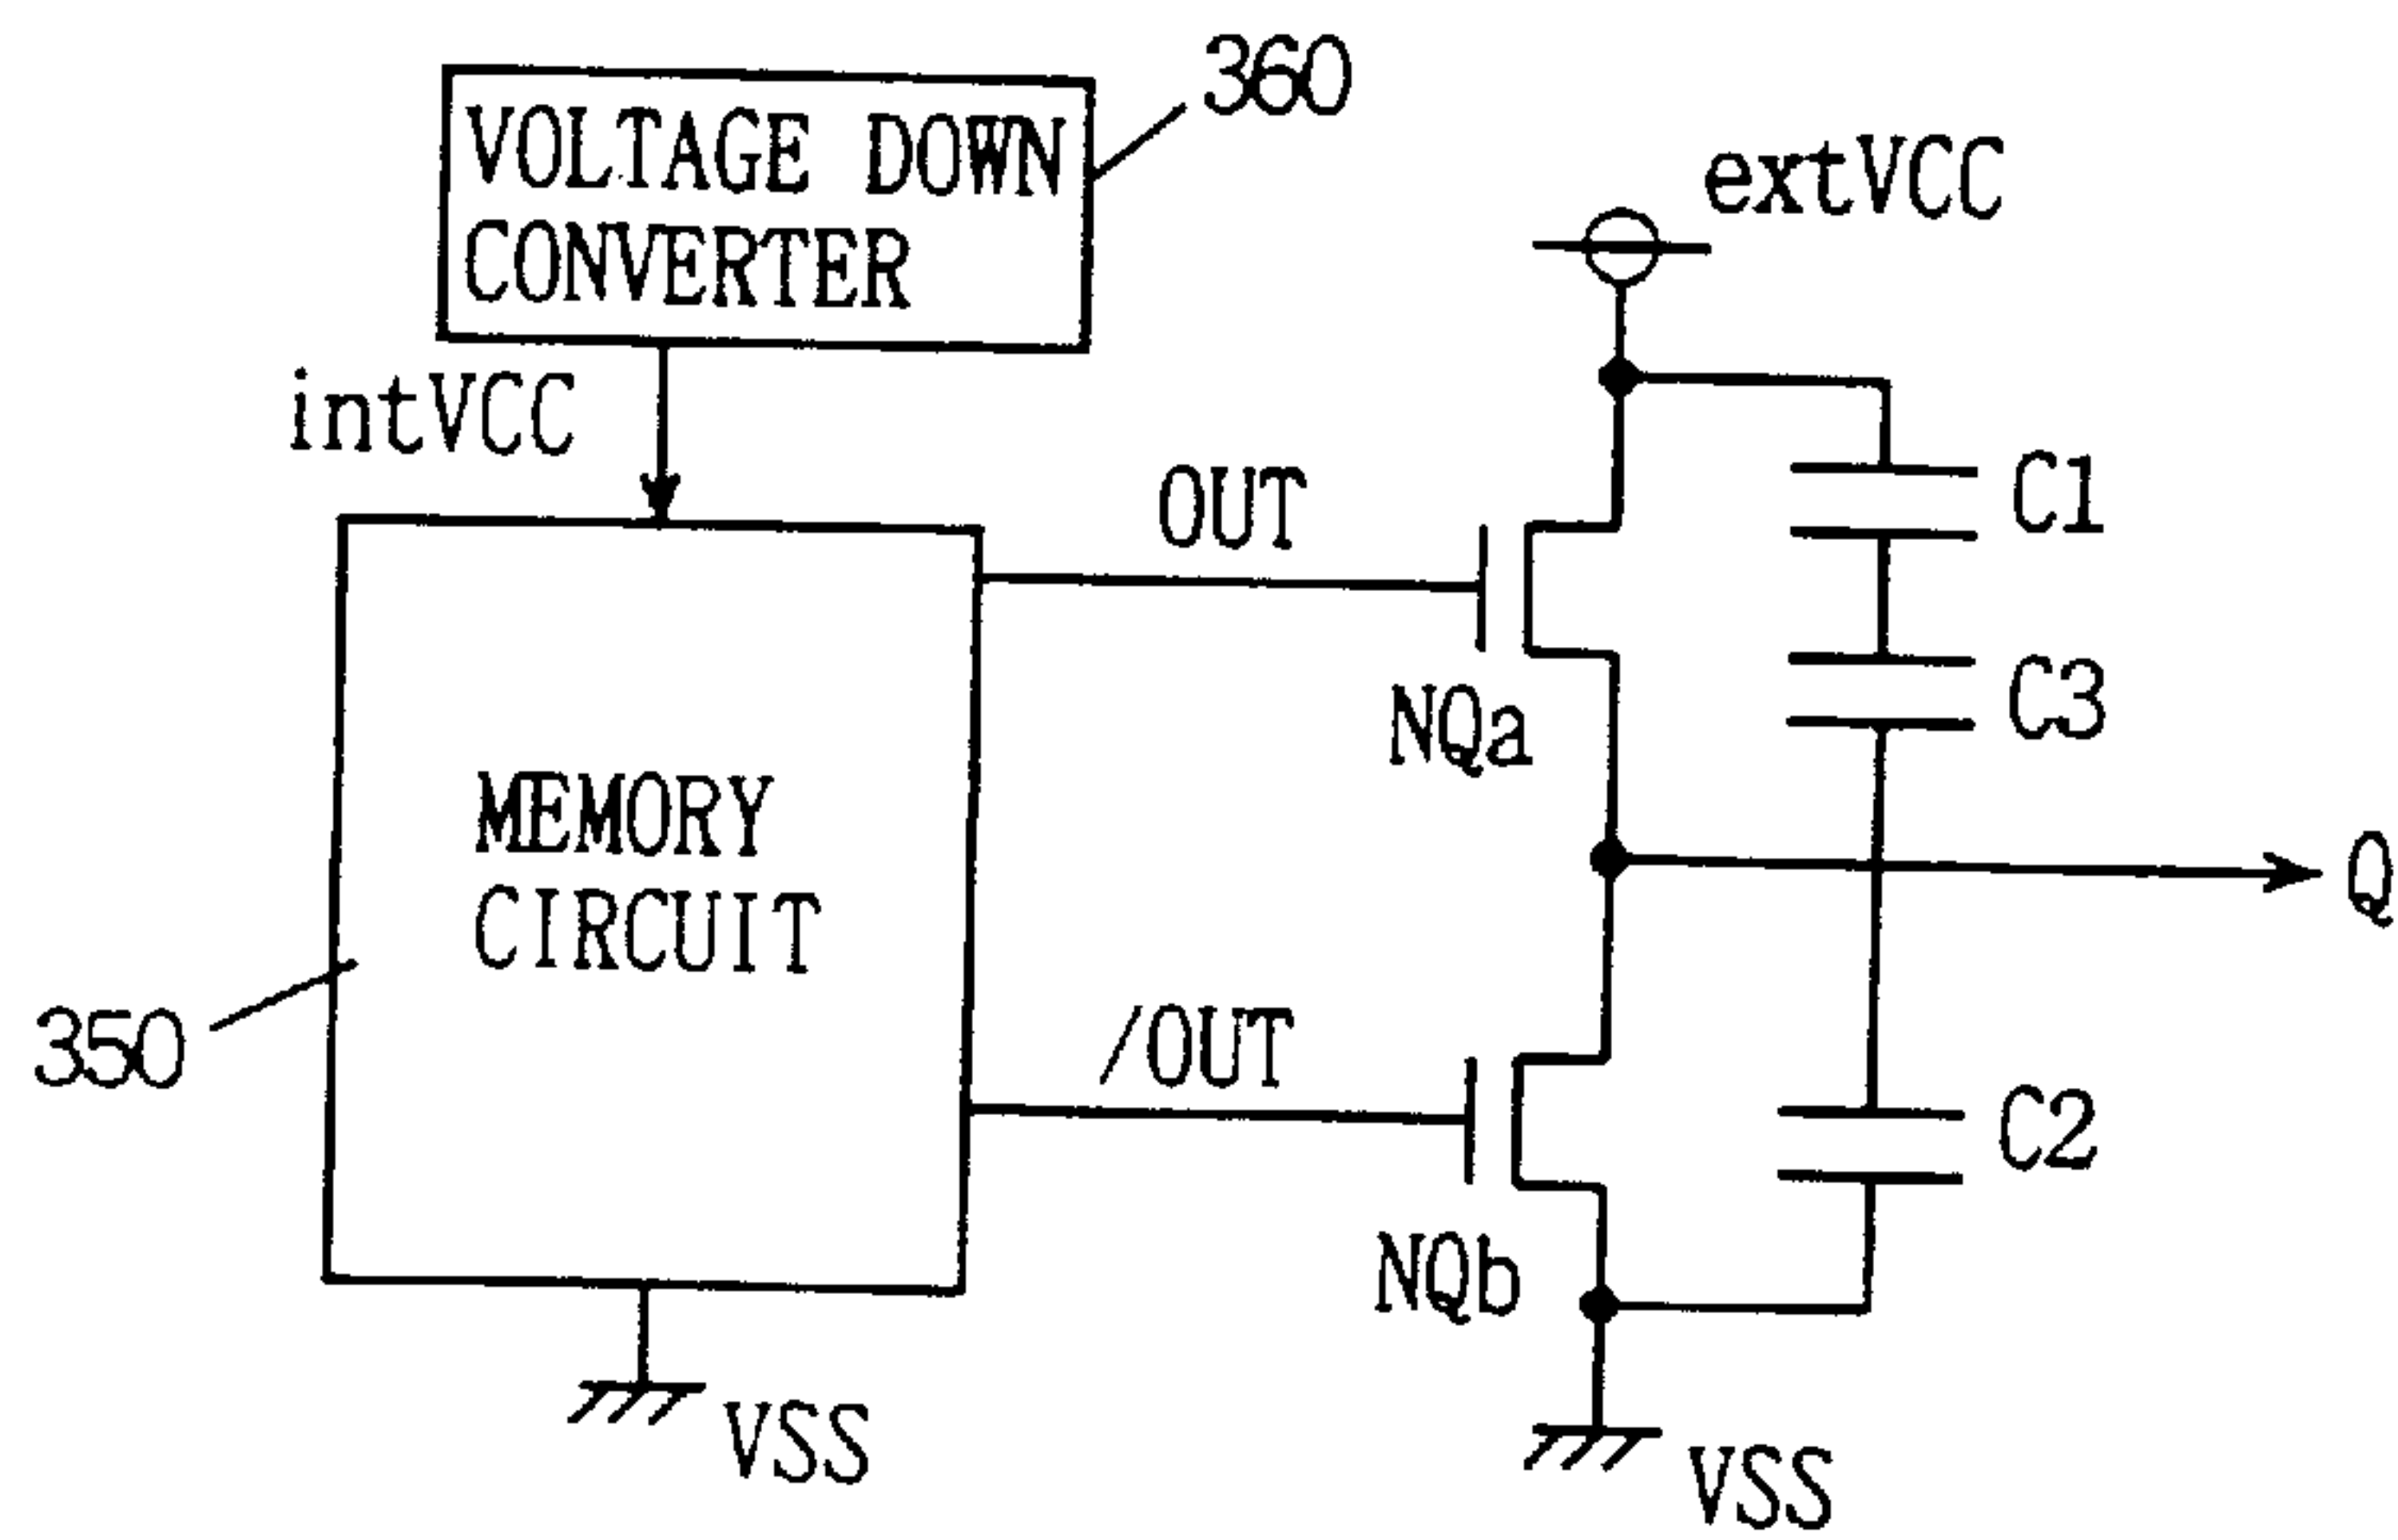 360
VOLTAGE DOWN
CONVERTER
extVCC
intVCC
OUT
C1
NQa
C3
MEMORY
CIRCUIT
Q
350
/OUT
C2
NQb
VSS
VSS